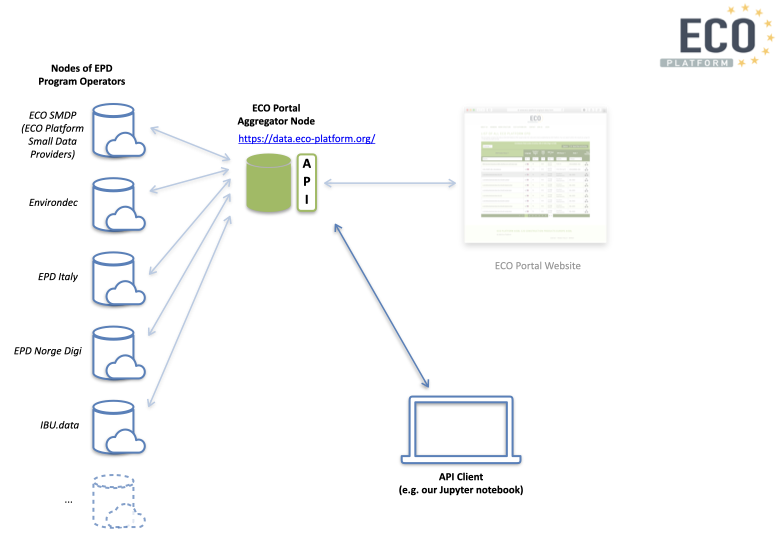 ECO
PLATFORM
Nodes of EPD
Program Operators
ECO SMDP
(ECO Platform
Small Data
Providers)
Environdec
EPD Italy
EPD Norge Digi
IBU.data
...
ECO Portal
Aggregator Node
https://data.eco-platform.org/
A
P
I
ECO
ECO Portal Website
API Client
(e.g. our Jupyter notebook)